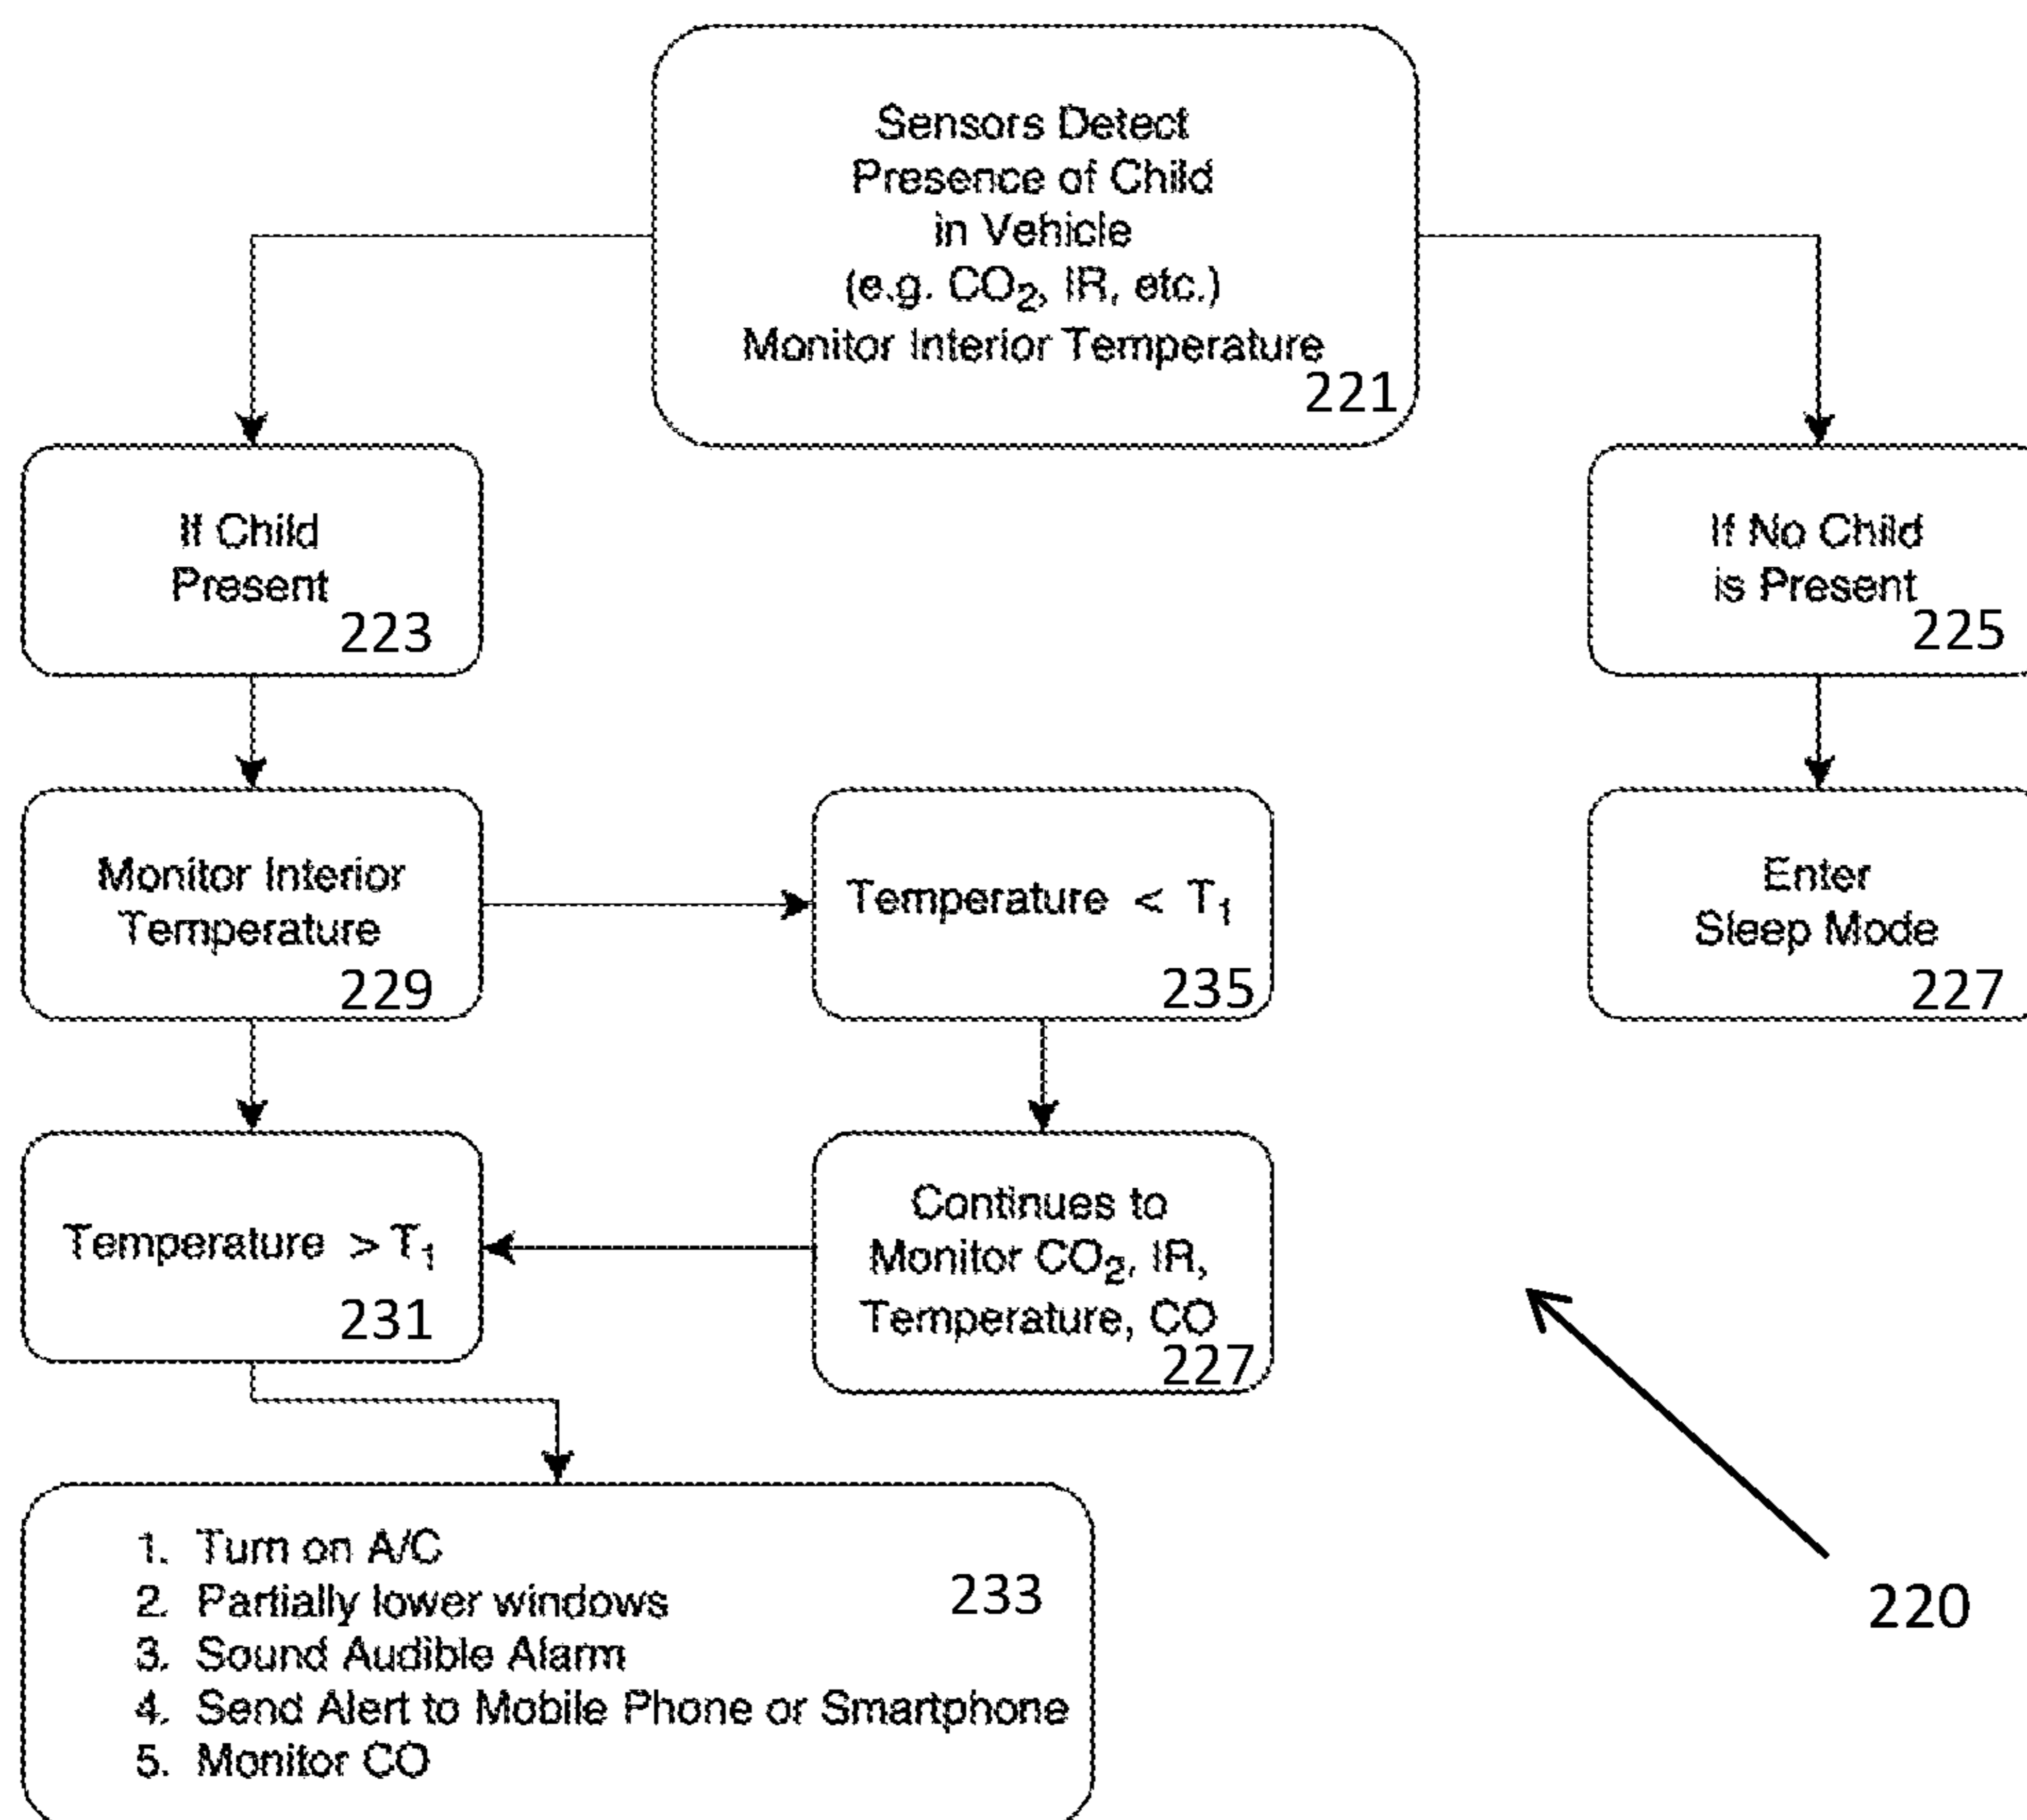 Sensors Detect
Presence of Child
in Vehicle
(e.g. CO₂, IR, etc.)
Monitor Interior Temperature
221
If Child
Present
223
If No Child
is Present
225
Monitor Interior
Temperature
229
Temperature < T₁
235
Enter
Sleep Mode
227
Temperature > T₁
231
Continues to
Monitor CO₂, IR,
Temperature, CO
227
1. Turn on A/C
2. Partially lower windows
3. Sound Audible Alarm
4. Send Alert to Mobile Phone or Smartphone
5. Monitor CO
233
220